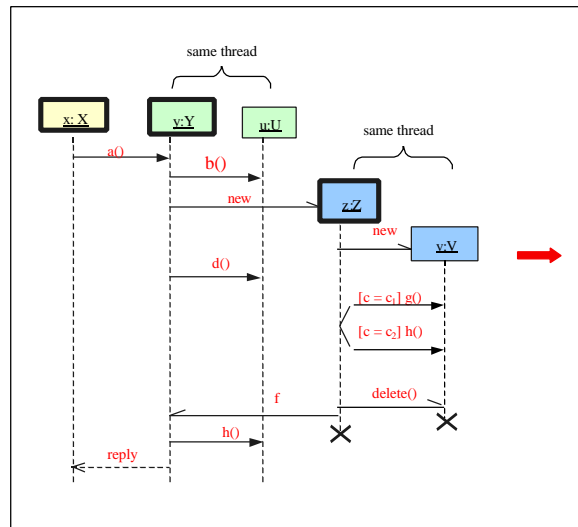 same thread
x: X
y:Y
u:U
same thread
a()
b()
new
z:Z
new
v:V
d()
[c = c₁] g()
[c = c₂] h()
delete()
f
h()
reply